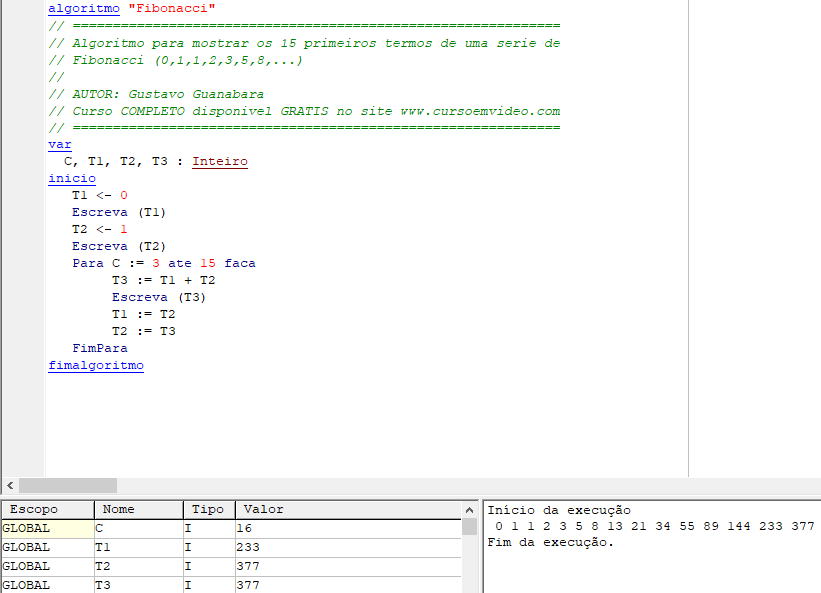 algoritmo "Fibonacci"
// =============================================================
// Algoritmo para mostrar os 15 primeiros termos de uma serie de
// Fibonacci (0,1,1,2,3,5,8,...)
//
// AUTOR: Gustavo Guanabara
// Curso COMPLETO disponivel GRATIS no site www.cursoemvideo.com
// =============================================================
var
C, T1, T2, T3 : Inteiro
inicio
T1 <- 0
Escreva (T1)
T2 <- 1
Escreva (T2)
Para C := 3 ate 15 faca
T3 := T1 + T2
Escreva (T3)
T1 := T2
T2 := T3
FimPara
fimalgoritmo
Escopo Nome Tipo Valor
GLOBAL C I 16
GLOBAL T1 I 233
GLOBAL T2 I 377
GLOBAL T3 I 377
Início da execução
0 1 1 2 3 5 8 13 21 34 55 89 144 233 377
Fim da execução.